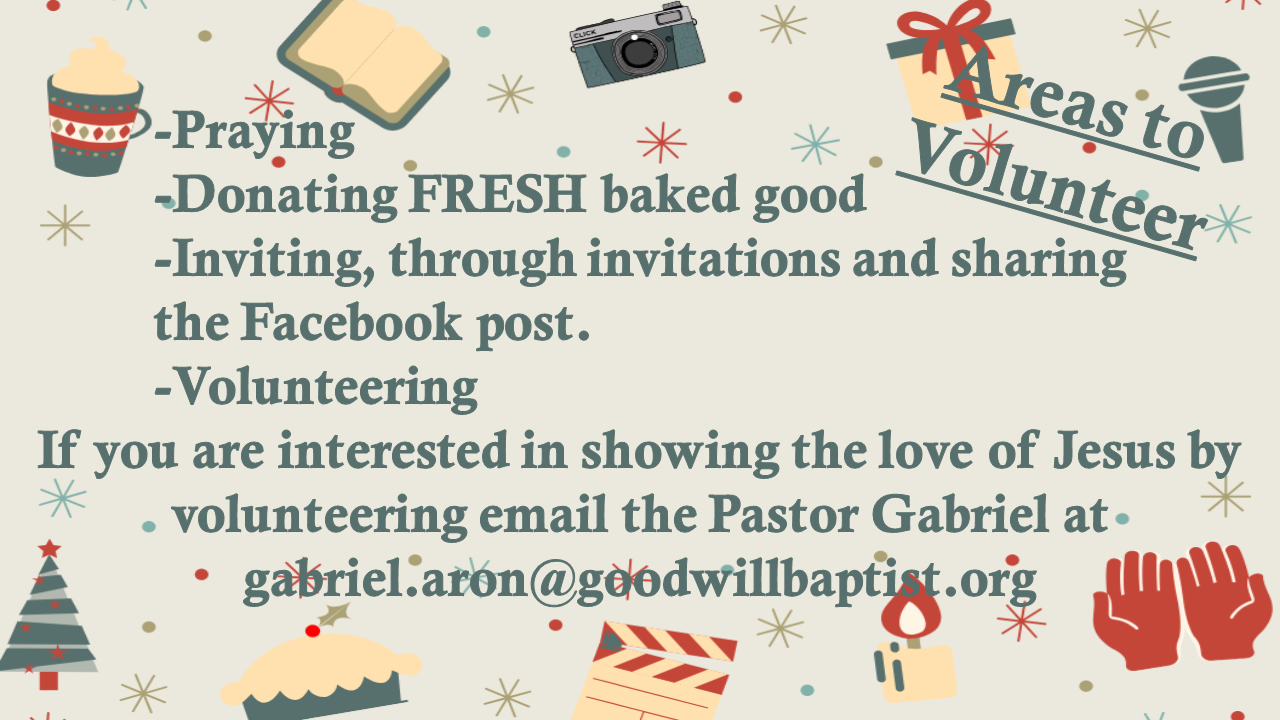 CLICK
Areas to
Volunteer
-Praying
-Donating FRESH baked good
-Inviting, through invitations and sharing
the Facebook post.
-Volunteering
If you are interested in showing the love of Jesus by
volunteering email the Pastor Gabriel at
gabriel.aron@goodwillbaptist.org